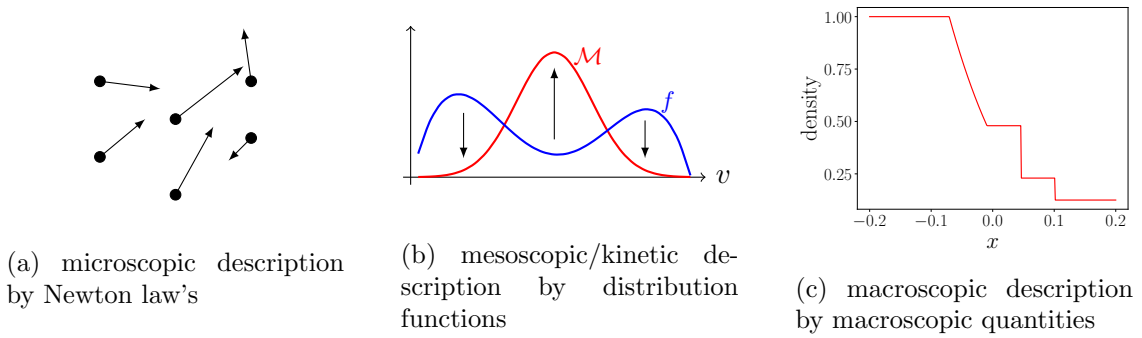 ℳ
f
v
1.00
0.75
0.50
0.25
density
−0.2 −0.1 0.0 0.1 0.2
x
(a) microscopic description
by Newton law's
(b) mesoscopic/kinetic de-
scription by distribution
functions
(c) macroscopic description
by macroscopic quantities